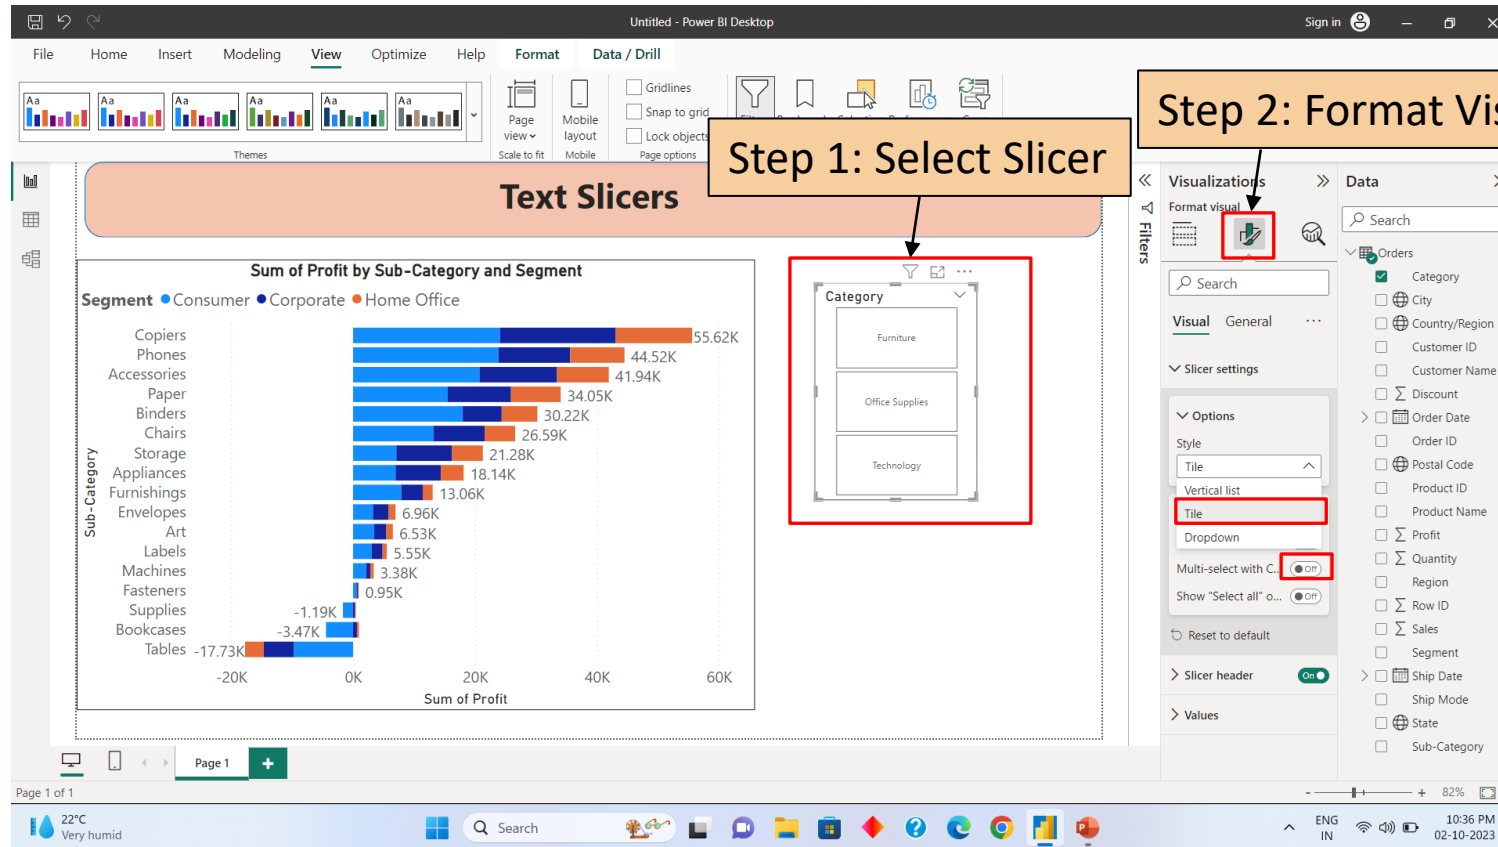 Untitled - Power BI Desktop
Sign in
File Home Insert Modeling View Optimize Help Format Data / Drill
Aa Aa Aa Aa Aa Aa
Gridlines
Snap to grid
Lock objects
Page view
Mobile layout
Themes
Scale to fit
Mobile
Page options
Step 1: Select Slicer
Step 2: Format Vis
Text Slicers
Sum of Profit by Sub-Category and Segment
Segment Consumer Corporate Home Office
Sub-Category
Copiers 55.62K
Phones 44.52K
Accessories 41.94K
Paper 34.05K
Binders 30.22K
Chairs 26.59K
Storage 21.28K
Appliances 18.14K
Furnishings 13.06K
Envelopes 6.96K
Art 6.53K
Labels 5.55K
Machines 3.38K
Fasteners 0.95K
Supplies -1.19K
Bookcases -3.47K
Tables -17.73K
-20K 0K 20K 40K 60K
Sum of Profit
Category
Furniture
Office Supplies
Technology
Filters
Visualizations
Format visual
Search
Visual General
Slicer settings
Options
Style
Tile
Vertical list
Tile
Dropdown
Multi-select with C... Off
Show "Select all" o... Off
Reset to default
Slicer header On
Values
Data
Search
Orders
Category
City
Country/Region
Customer ID
Customer Name
Discount
Order Date
Order ID
Postal Code
Product ID
Product Name
Profit
Quantity
Region
Row ID
Sales
Segment
Ship Date
Ship Mode
State
Sub-Category
Page 1
Page 1 of 1
82%
22°C
Very humid
Search
ENG
IN
10:36 PM
02-10-2023